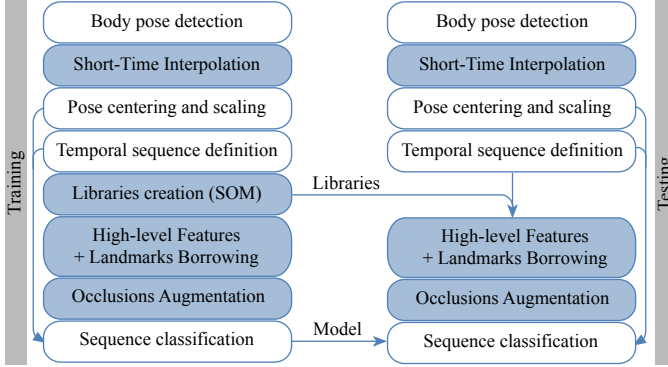 Training
Body pose detection
Short-Time Interpolation
Pose centering and scaling
Temporal sequence definition
Libraries creation (SOM)
High-level Features
+ Landmarks Borrowing
Occlusions Augmentation
Sequence classification
Libraries
Model
Body pose detection
Short-Time Interpolation
Pose centering and scaling
Temporal sequence definition
High-level Features
+ Landmarks Borrowing
Occlusions Augmentation
Sequence classification
Testing